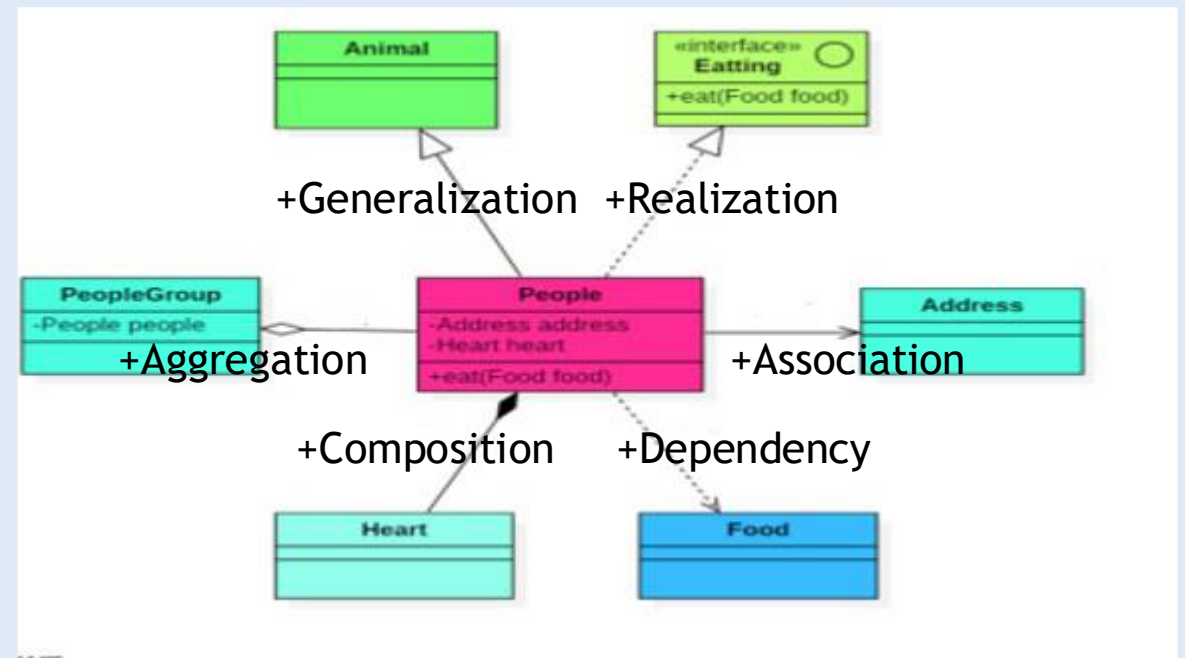 Animal
«interface»
Eatting
+eat(Food food)
+Generalization
+Realization
PeopleGroup
-People people
+Aggregation
People
-Address address
-Heart heart
+eat(Food food)
Address
+Association
+Composition
+Dependency
Heart
Food